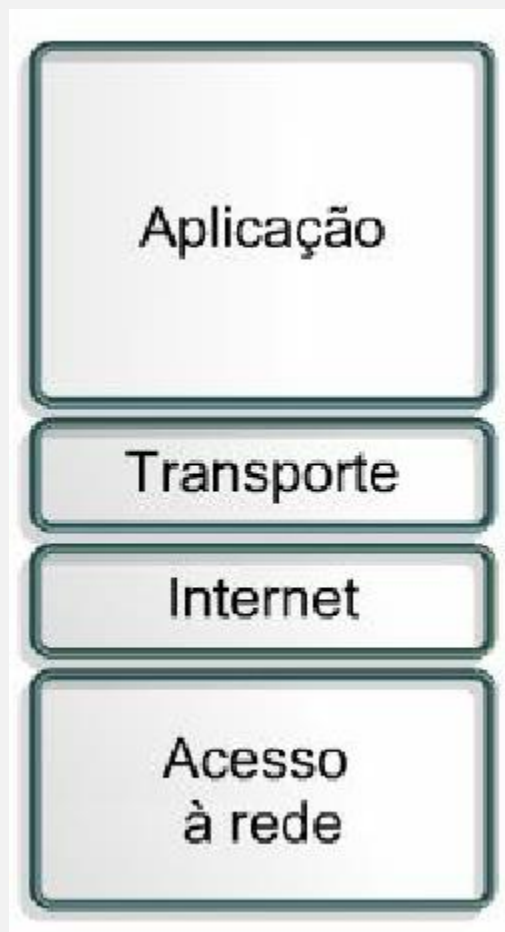 Aplicação
Transporte
Internet
Acesso
à rede